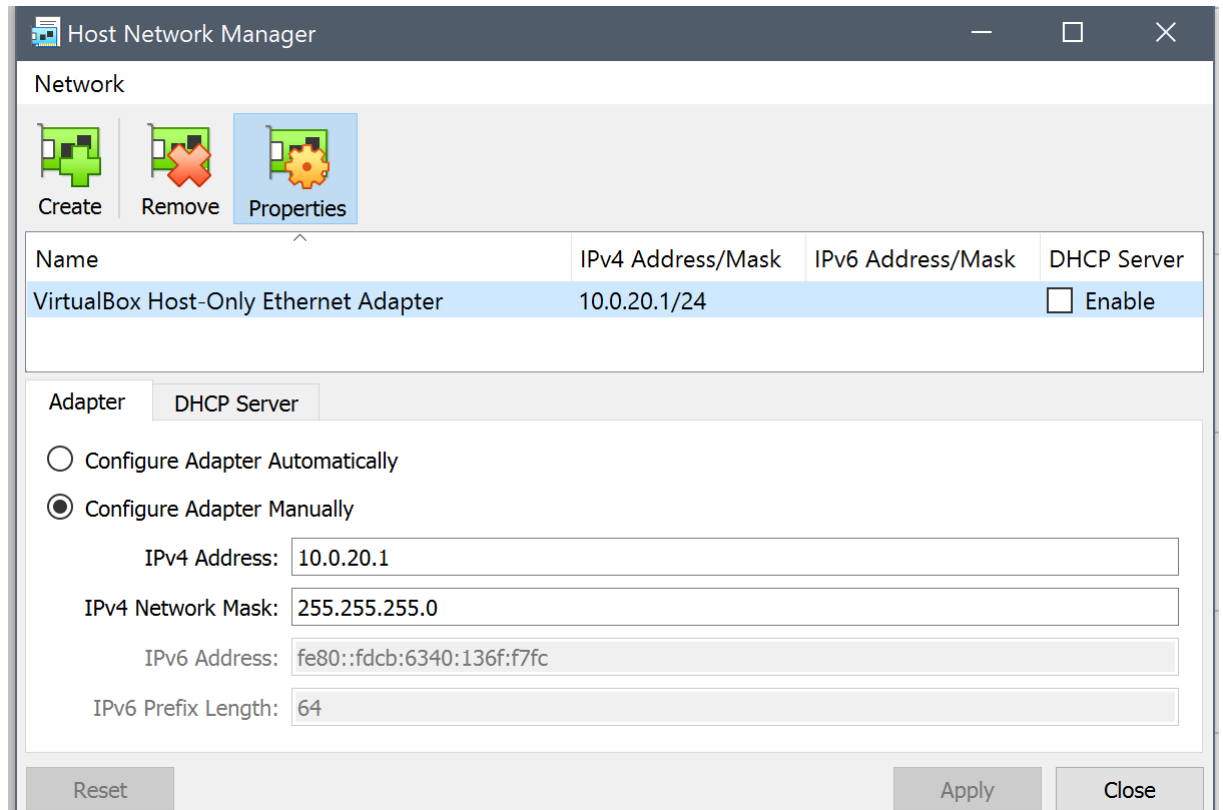 Host Network Manager
Network
Create Remove Properties
Name IPv4 Address/Mask IPv6 Address/Mask DHCP Server
VirtualBox Host-Only Ethernet Adapter 10.0.20.1/24 Enable
Adapter DHCP Server
Configure Adapter Automatically
Configure Adapter Manually
IPv4 Address: 10.0.20.1
IPv4 Network Mask: 255.255.255.0
IPv6 Address: fe80::fdcb:6340:136f:f7fc
IPv6 Prefix Length: 64
Reset Apply Close